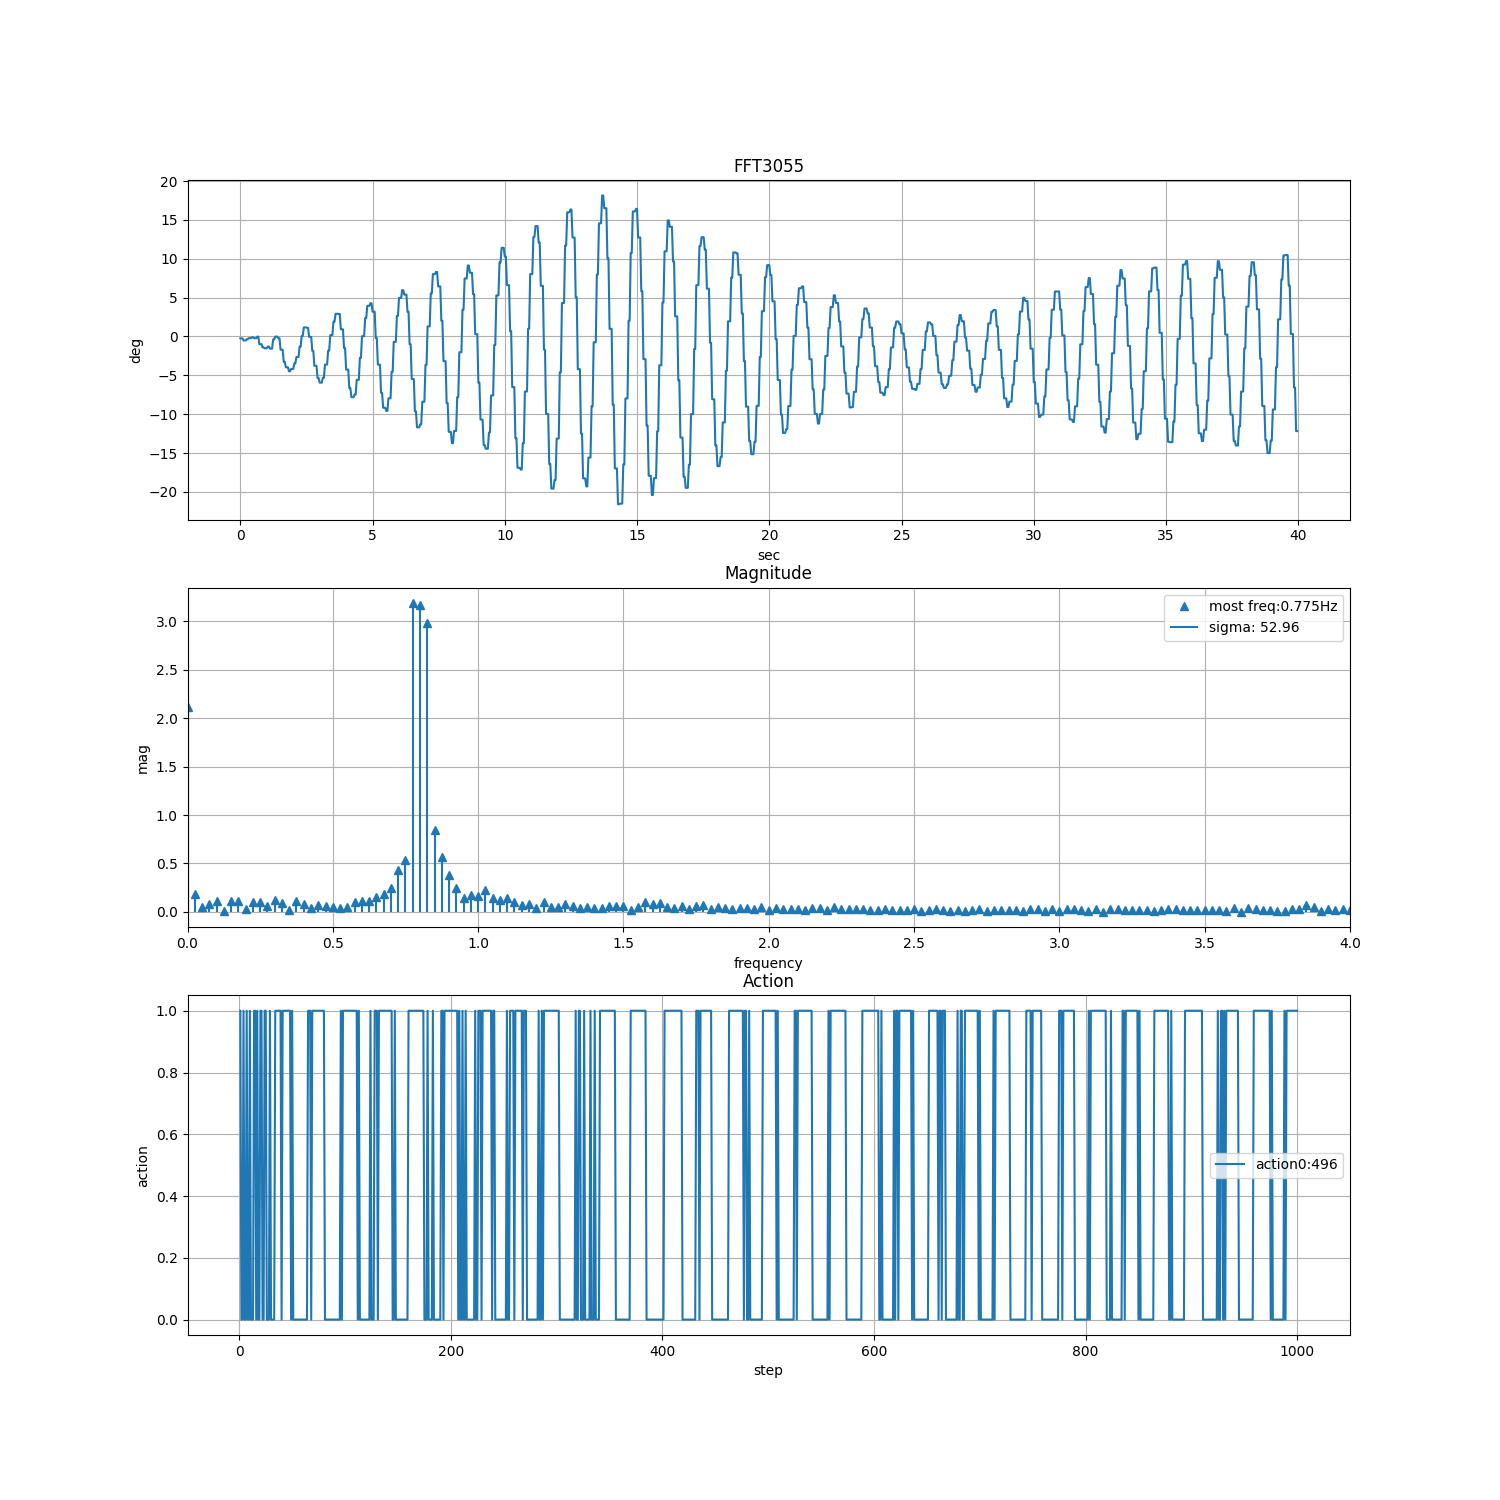 FFT3055
20
15
10
5
0
−5
−10
−15
−20
deg
0 5 10 15 20 25 30 35 40
sec
Magnitude
most freq:0.775Hz
sigma: 52.96
3.0
2.5
2.0
1.5
1.0
0.5
0.0
mag
0.0 0.5 1.0 1.5 2.0 2.5 3.0 3.5 4.0
frequency
Action
1.0
0.8
0.6
0.4
0.2
0.0
action
action0:496
0 200 400 600 800 1000
step